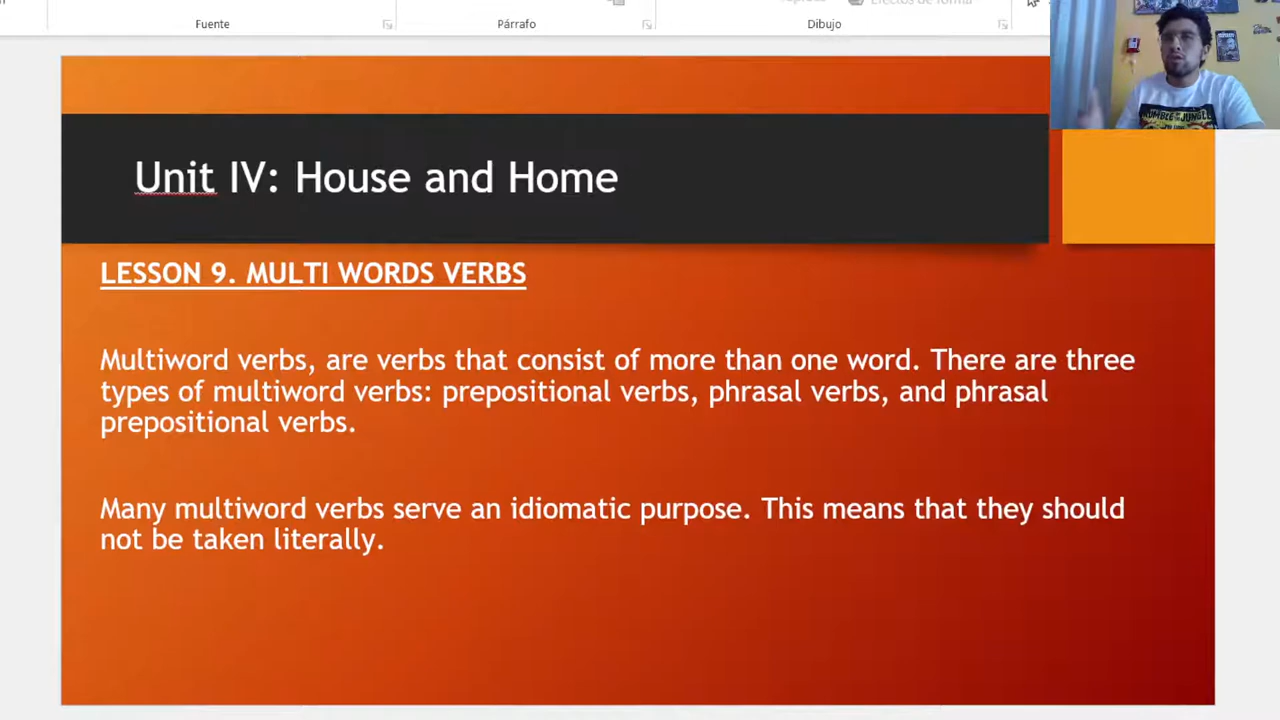 Fuente Párrafo Dibujo
Unit IV: House and Home
LESSON 9. MULTI WORDS VERBS
Multiword verbs, are verbs that consist of more than one word. There are three
types of multiword verbs: prepositional verbs, phrasal verbs, and phrasal
prepositional verbs.
Many multiword verbs serve an idiomatic purpose. This means that they should
not be taken literally.